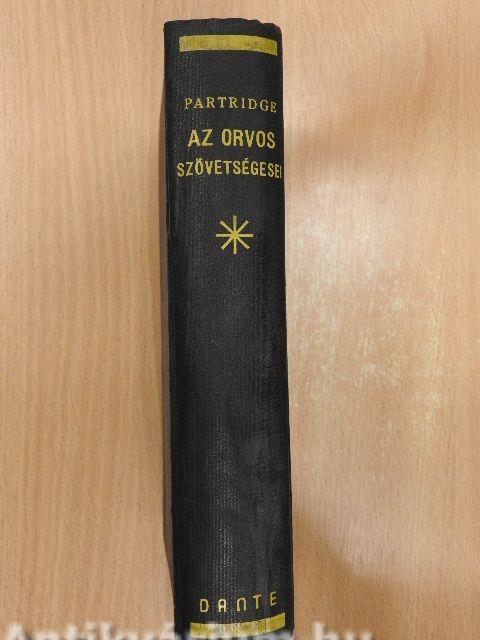 PARTRIDGE
AZ ORVOS
SZÖVETSÉGESEI
DANTE